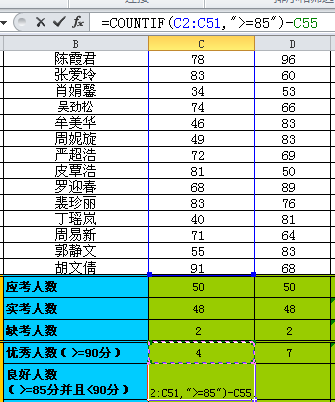 =COUNTIF(C2:C51,">=85")-C55
B C D
陈霞君 78 96
张爱玲 83 60
肖娟馨 34 53
吴劲松 74 66
牟美华 46 83
周妮旋 49 83
严超浩 72 69
皮覃浩 81 50
罗迎春 68 89
裴珍丽 83 76
丁瑶岚 40 81
周易新 71 64
郭静文 55 83
胡文倩 91 68
应考人数 50 50
实考人数 48 48
缺考人数 2 2
优秀人数(>=90分) 4 7
良好人数
(>=85分并且<90分) 2:C51,">=85")-C55